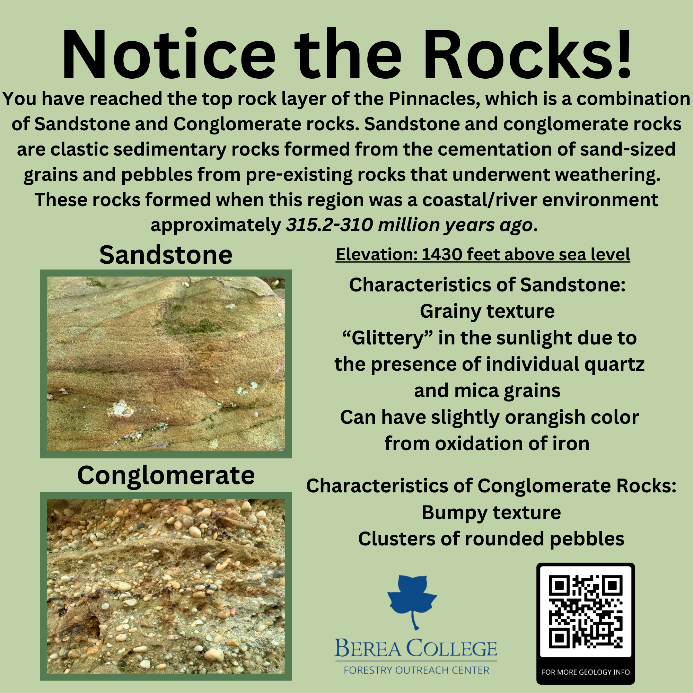 Notice the Rocks!
You have reached the top rock layer of the Pinnacles, which is a combination
of Sandstone and Conglomerate rocks. Sandstone and conglomerate rocks
are clastic sedimentary rocks formed from the cementation of sand-sized
grains and pebbles from pre-existing rocks that underwent weathering.
These rocks formed when this region was a coastal/river environment
approximately 315.2-310 million years ago.
Sandstone
Elevation: 1430 feet above sea level
Characteristics of Sandstone:
Grainy texture
“Glittery” in the sunlight due to
the presence of individual quartz
and mica grains
Can have slightly orangish color
from oxidation of iron
Conglomerate
Characteristics of Conglomerate Rocks:
Bumpy texture
Clusters of rounded pebbles
BEREA COLLEGE
FORESTRY OUTREACH CENTER
FOR MORE GEOLOGY INFO